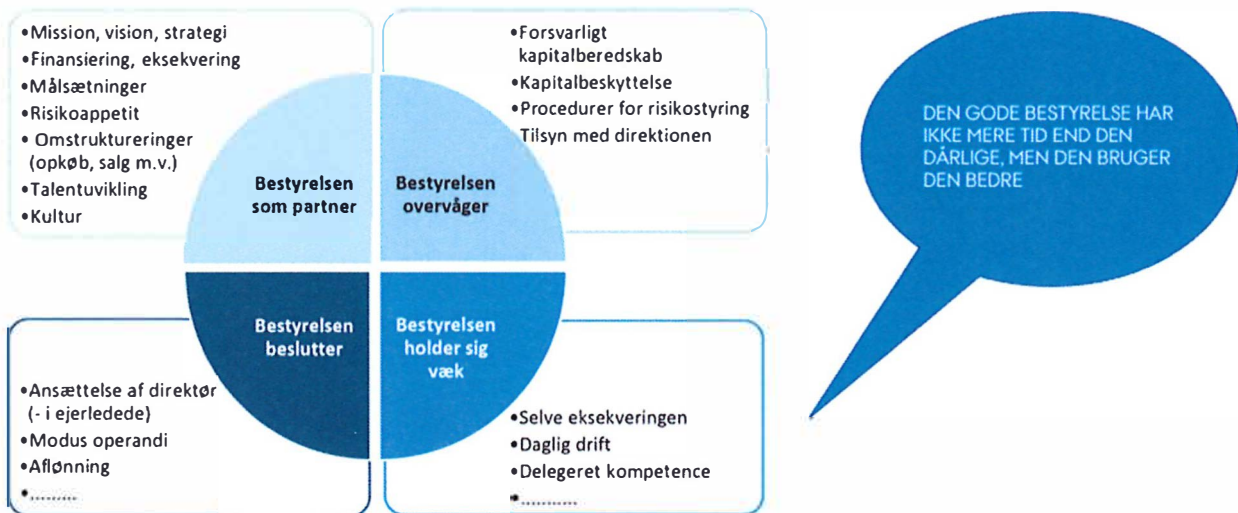 •Mission, vision, strategi
•Finansiering, eksekvering
•Målsætninger
•Risikoappetit
• Omstruktureringer
(opkøb, salg m.v.)
•Talentuvikling
•Kultur
Bestyrelsen
som partner
•Forsvarligt
kapitalberedskab
•Kapitalbeskyttelse
•Procedurer for risikostyring
•Tilsyn med direktionen
Bestyrelsen
overvåger
Bestyrelsen
beslutter
•Ansættelse af direktør
(- i ejerledede)
•Modus operandi
•Aflønning
•.........
Bestyrelsen
holder sig
væk
•Selve eksekveringen
•Daglig drift
•Delegeret kompetence
•...........
DEN GODE BESTYRELSE HAR
IKKE MERE TID END DEN
DÅRLIGE, MEN DEN BRUGER
DEN BEDRE